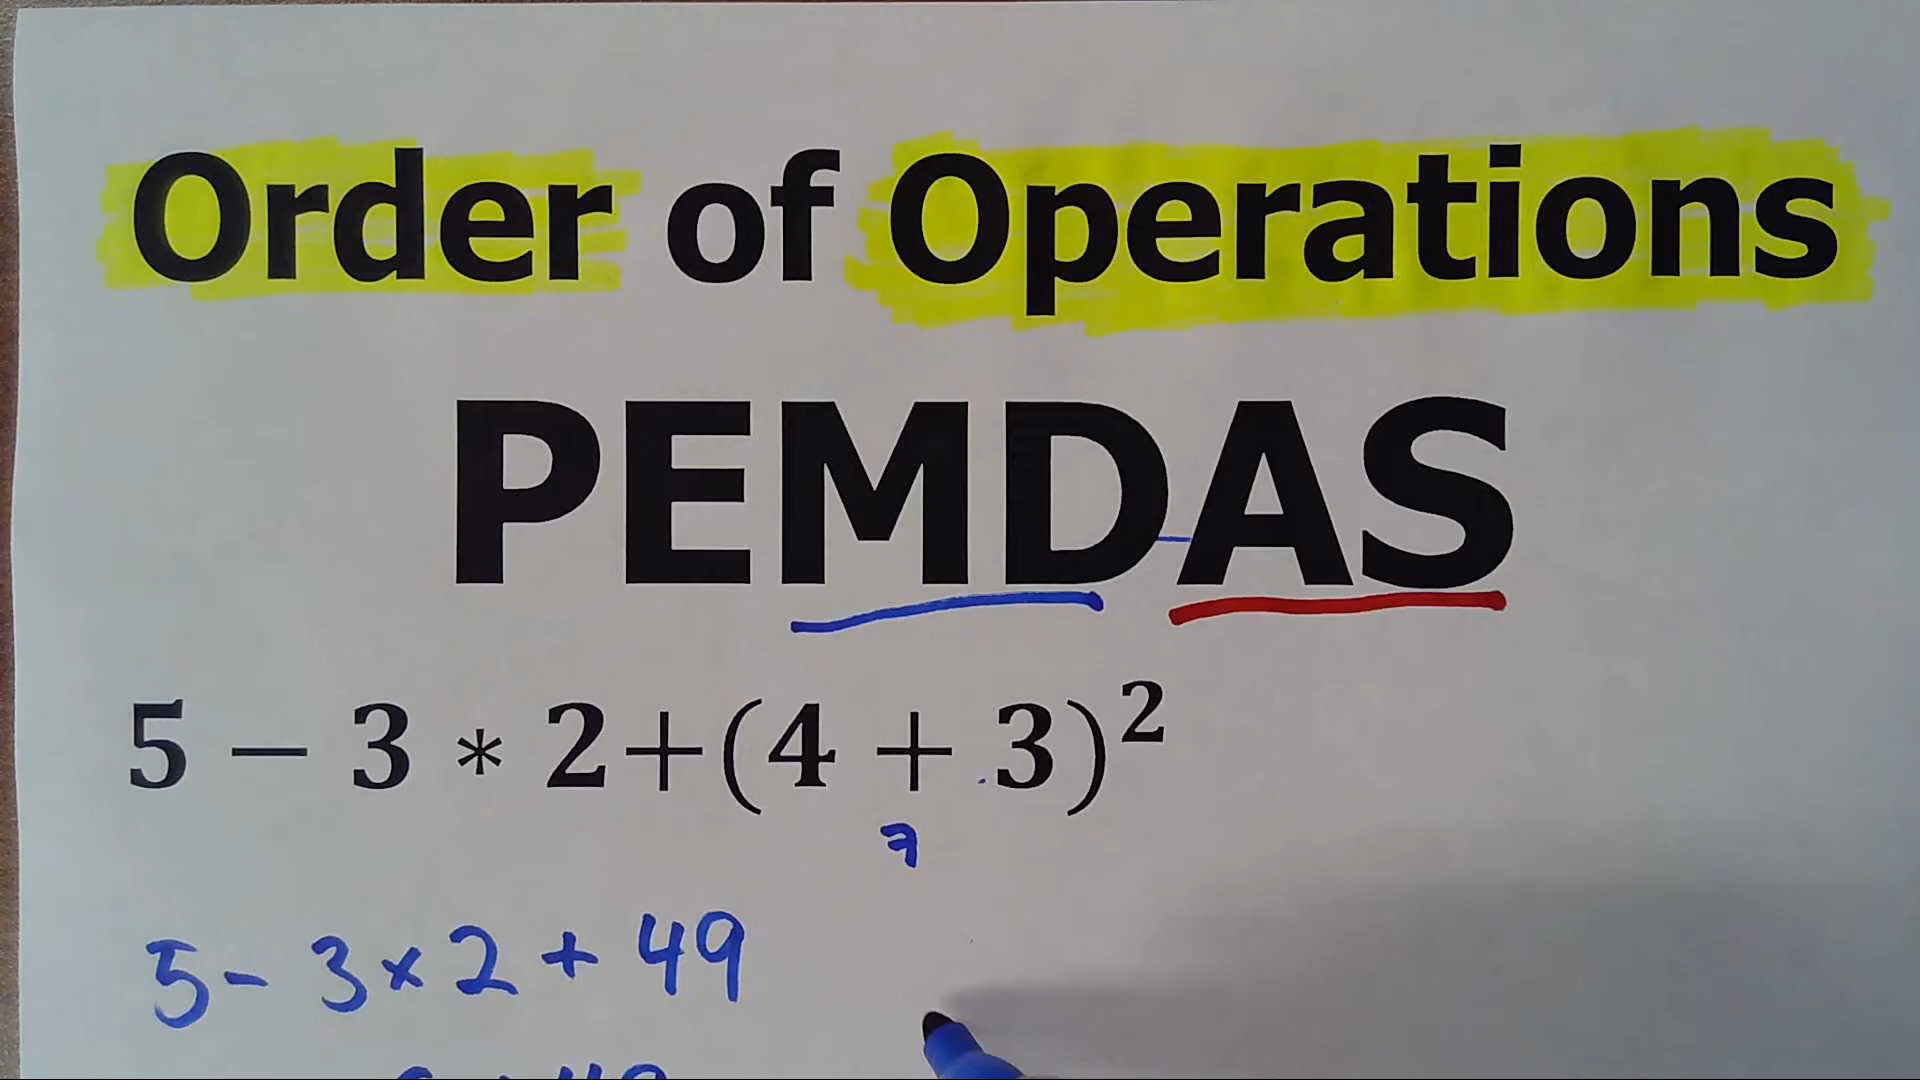 Order of Operations
PEMDAS
5 − 3 * 2+(4 + 3)²
7
5 - 3 x 2 + 49